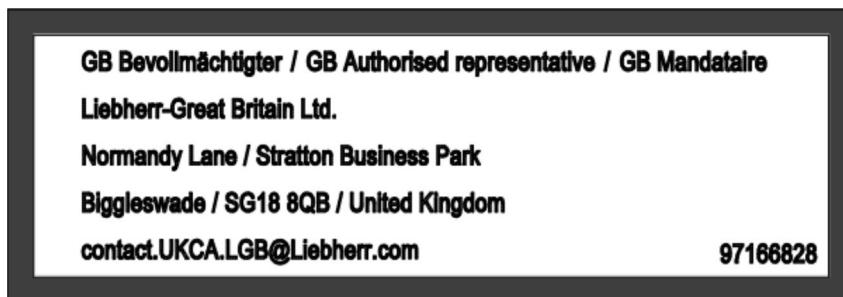 GB Bevollmächtigter / GB Authorised representative / GB Mandataire
Liebherr-Great Britain Ltd.
Normandy Lane / Stratton Business Park
Biggleswade / SG18 8QB / United Kingdom
contact.UKCA.LGB@Liebherr.com 97166828